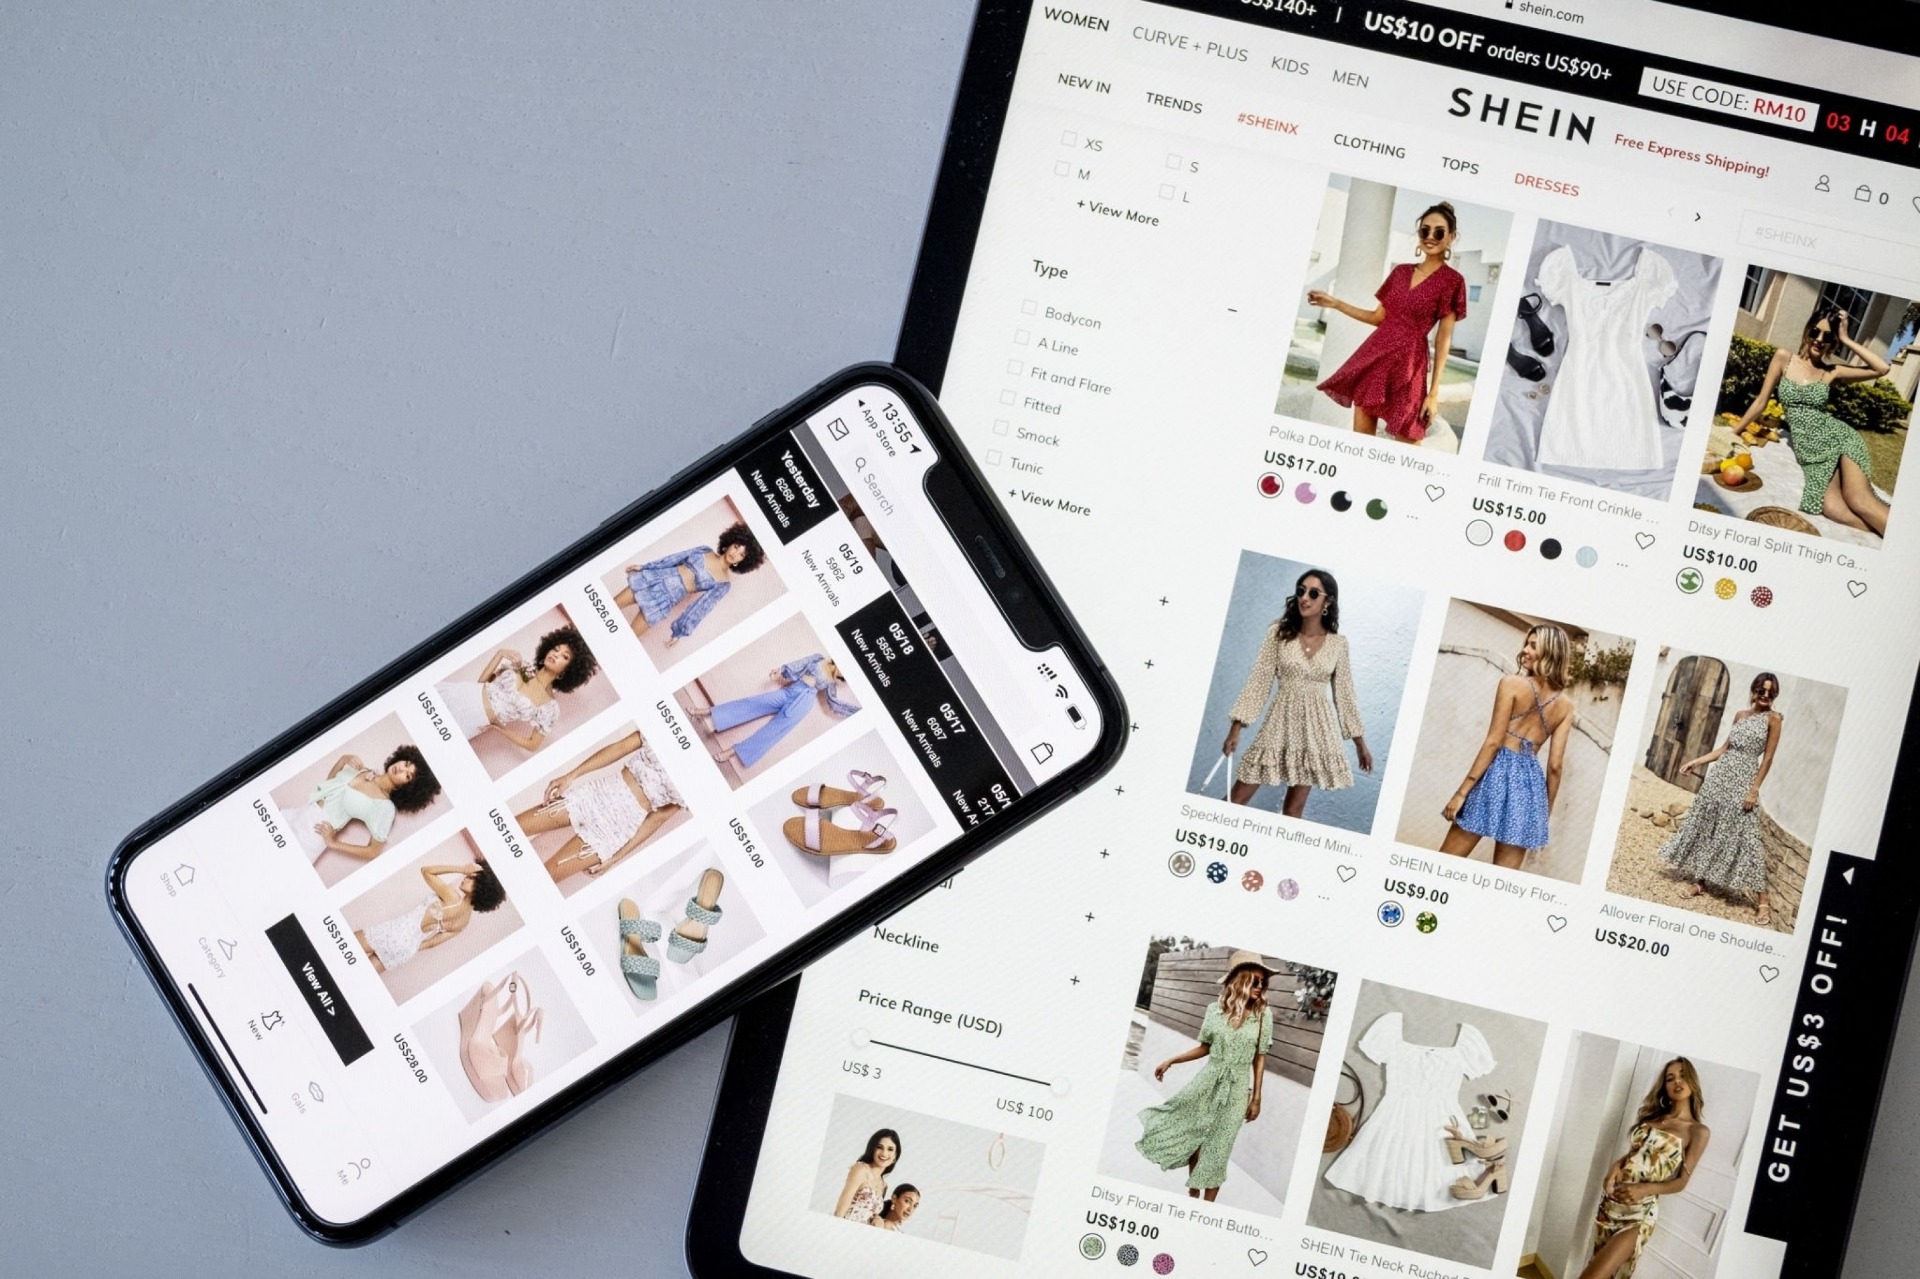 shein.com
US$140+ | US$10 OFF orders US$90+
USE CODE: RM10 03 H 04
WOMEN CURVE + PLUS KIDS MEN
SHEIN
Free Express Shipping!
0
NEW IN TRENDS #SHEINX CLOTHING TOPS DRESSES
#SHEINX
XS S
M L
+ View More
Type
Bodycon
A Line
Fit and Flare
Fitted
Smock
Tunic
+ View More
Neckline
Price Range (USD)
US$ 3
US$ 100
Polka Dot Knot Side Wrap ...
US$17.00
Frill Trim Tie Front Crinkle ...
US$15.00
Ditsy Floral Split Thigh Ca...
US$10.00
Speckled Print Ruffled Mini...
US$19.00
SHEIN Lace Up Ditsy Flor...
US$9.00
Allover Floral One Shoulde...
US$20.00
Ditsy Floral Tie Front Butto...
US$19.00
SHEIN Tie Neck Ruched
GET US$3 OFF!
13:55
App Store
Search
Yesterday
6268
New Arrivals
05/19
5962
New Arrivals
05/18
5852
New Arrivals
05/17
6087
New Arrivals
05/1
217
New Ar
US$26.00
US$15.00
US$16.00
US$12.00
US$15.00
US$19.00
US$15.00
US$18.00
US$28.00
View All >
Shop
Category
New
Gals
Me